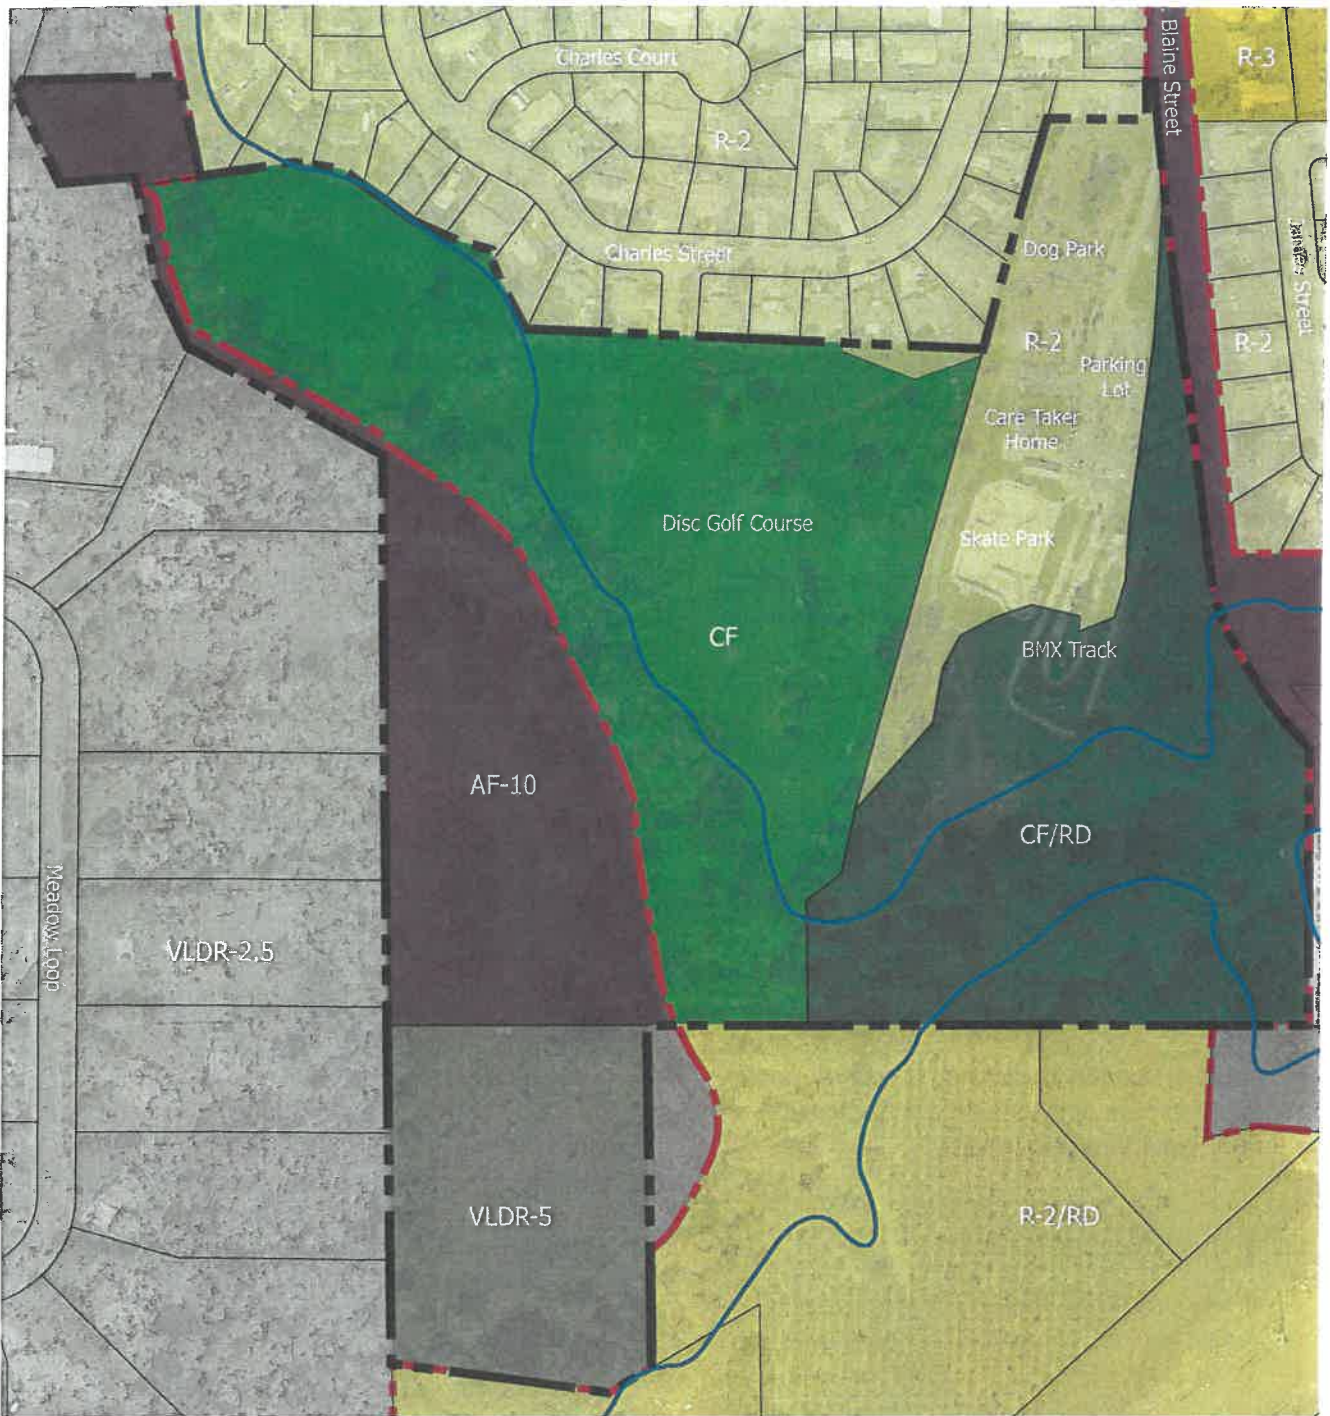 Blaine Street
R-3
Charles Court
R-2
Charles Street
Dog Park
R-2
R-2
Parking
Lot
Care Taker
Home
Skate Park
Disc Golf Course
CF
BMX Track
AF-10
CF/RD
Meadow Loop
VLDR-2.5
VLDR-5
R-2/RD